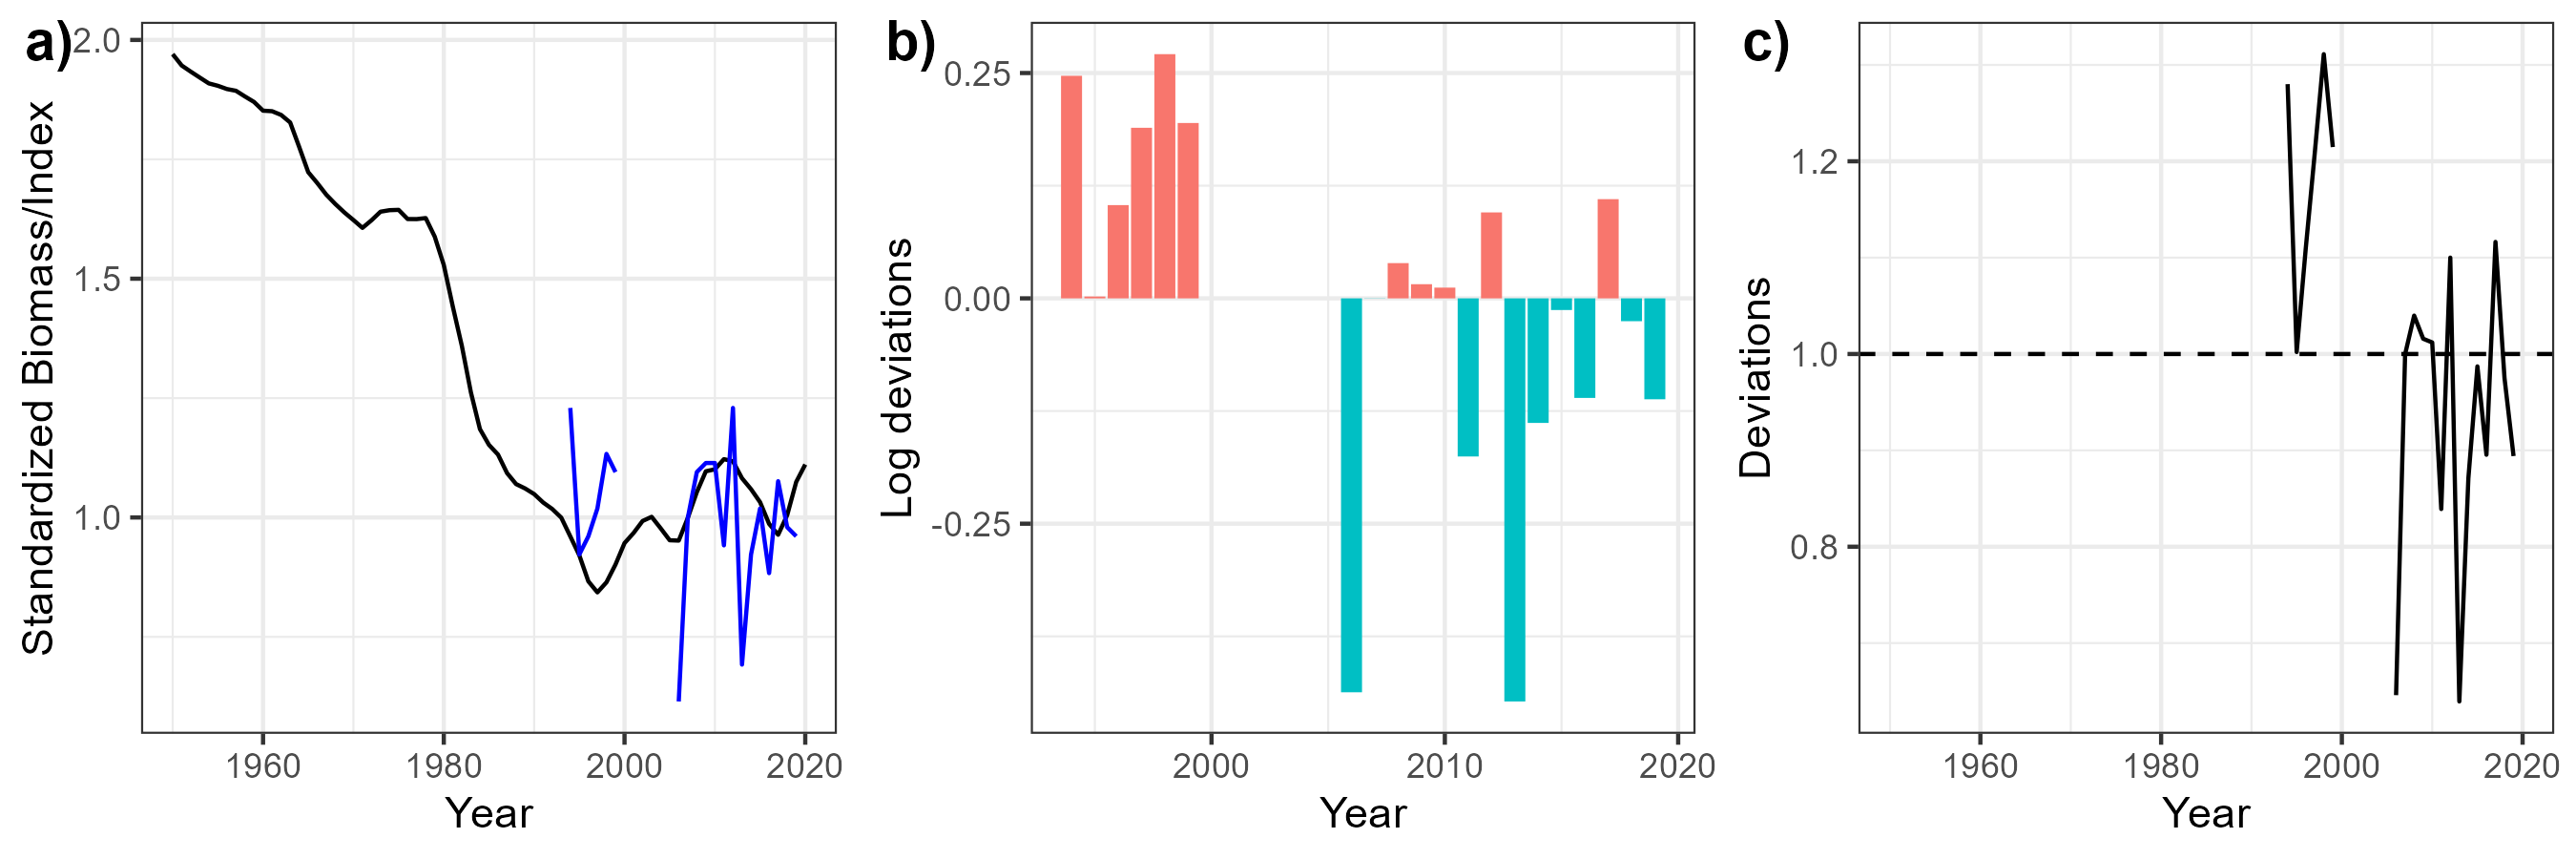 a)
Standardized Biomass/Index
2.0
1.5
1.0
1960 1980 2000 2020
Year
b)
Log deviations
0.25
0.00
-0.25
2000 2010 2020
Year
c)
Deviations
1.2
1.0
0.8
1960 1980 2000 2020
Year